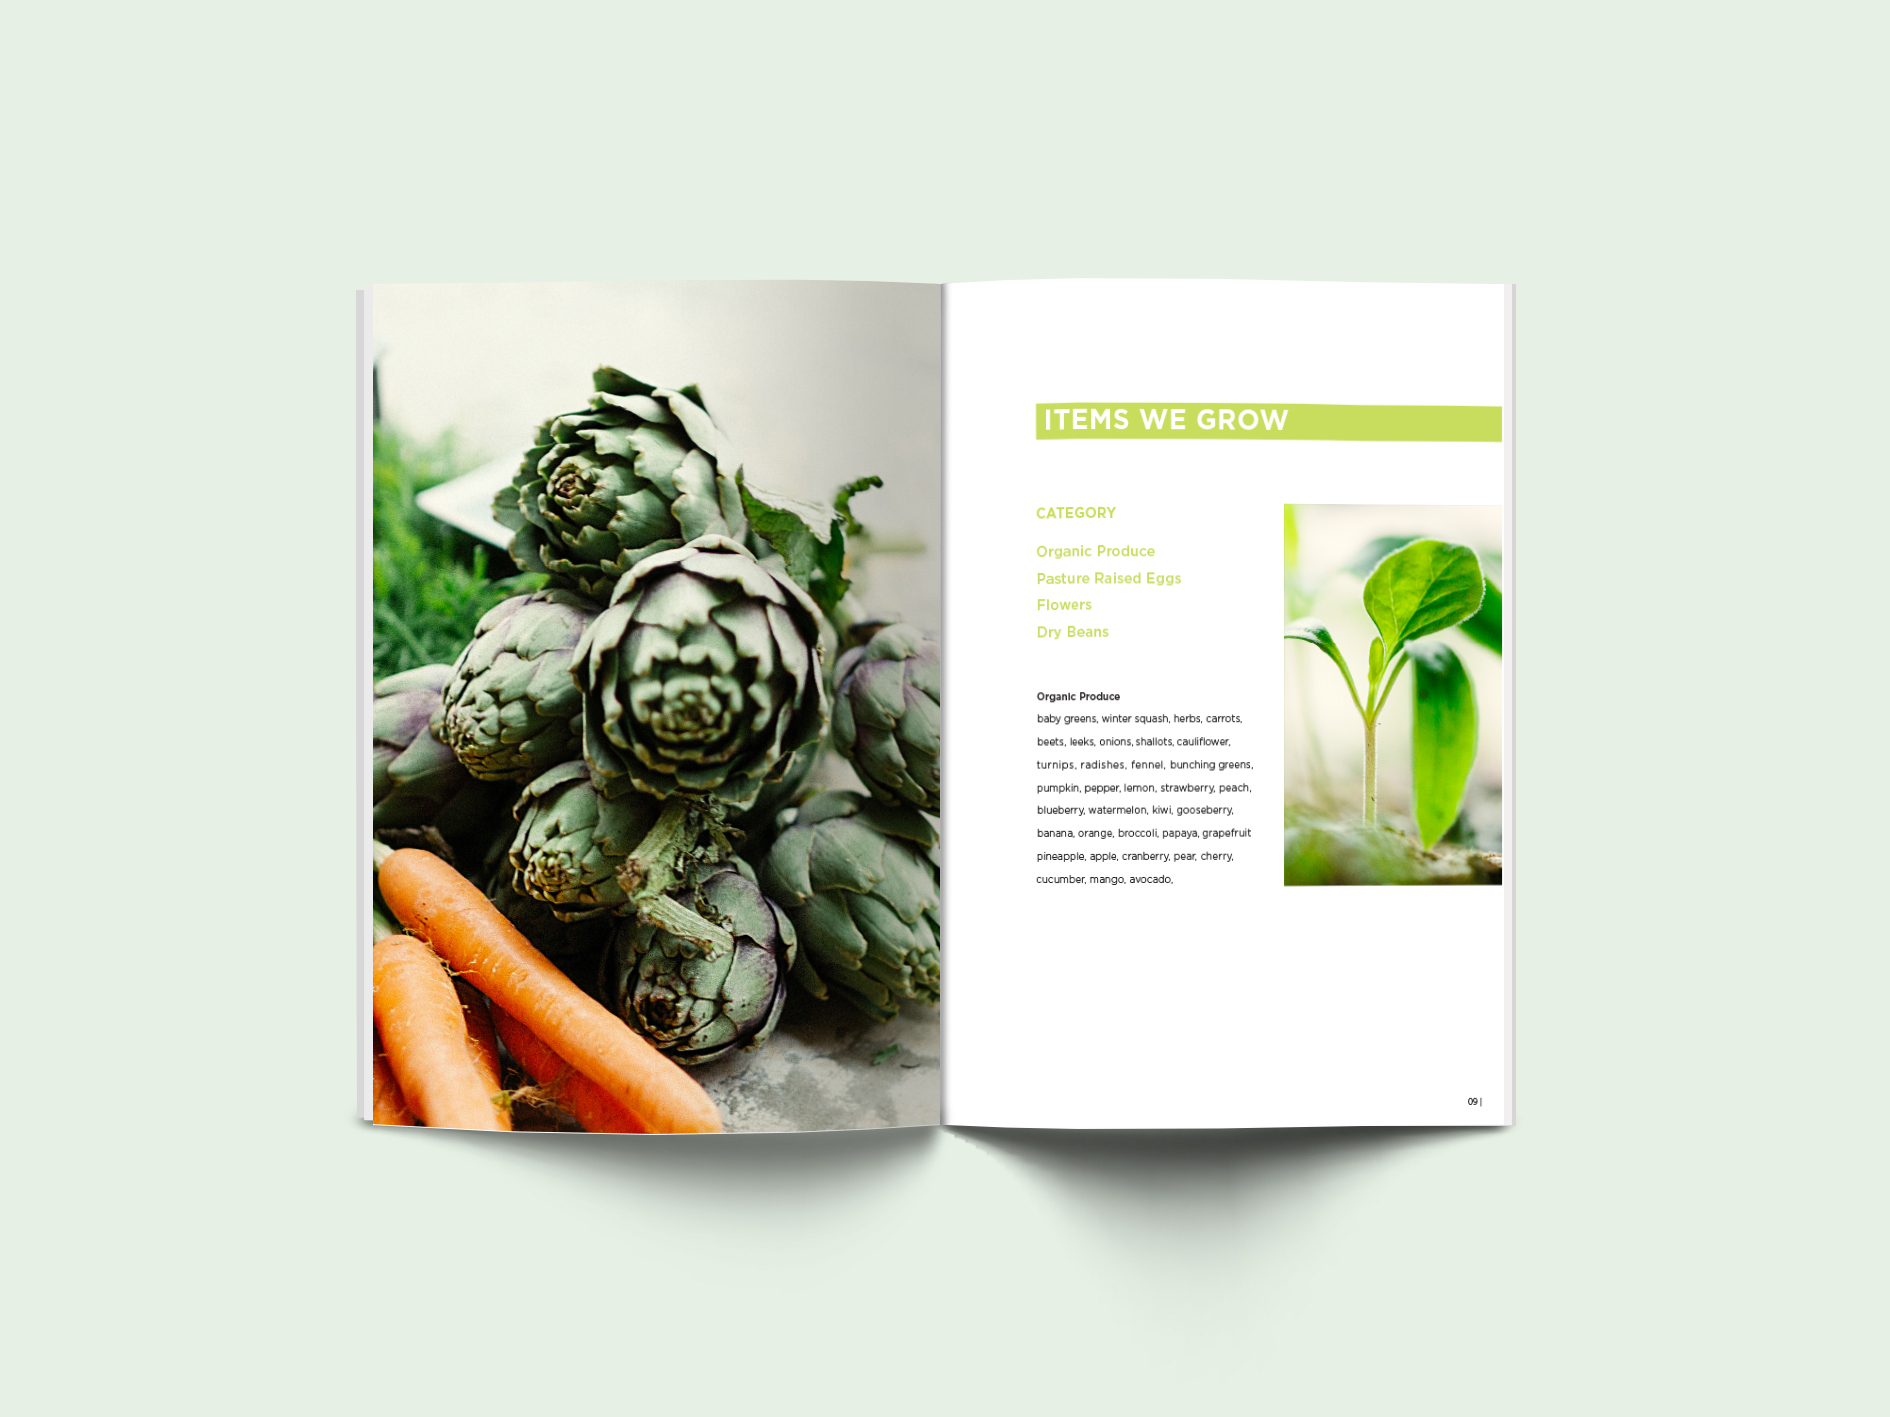 ITEMS WE GROW
CATEGORY
Organic Produce
Pasture Raised Eggs
Flowers
Dry Beans
Organic Produce
baby greens, winter squash, herbs, carrots,
beets, leeks, onions, shallots, cauliflower,
turnips, radishes, fennel, bunching greens,
pumpkin, pepper, lemon, strawberry, peach,
blueberry, watermelon, kiwi, gooseberry,
banana, orange, broccoli, papaya, grapefruit
pineapple, apple, cranberry, pear, cherry,
cucumber, mango, avocado,
09 |